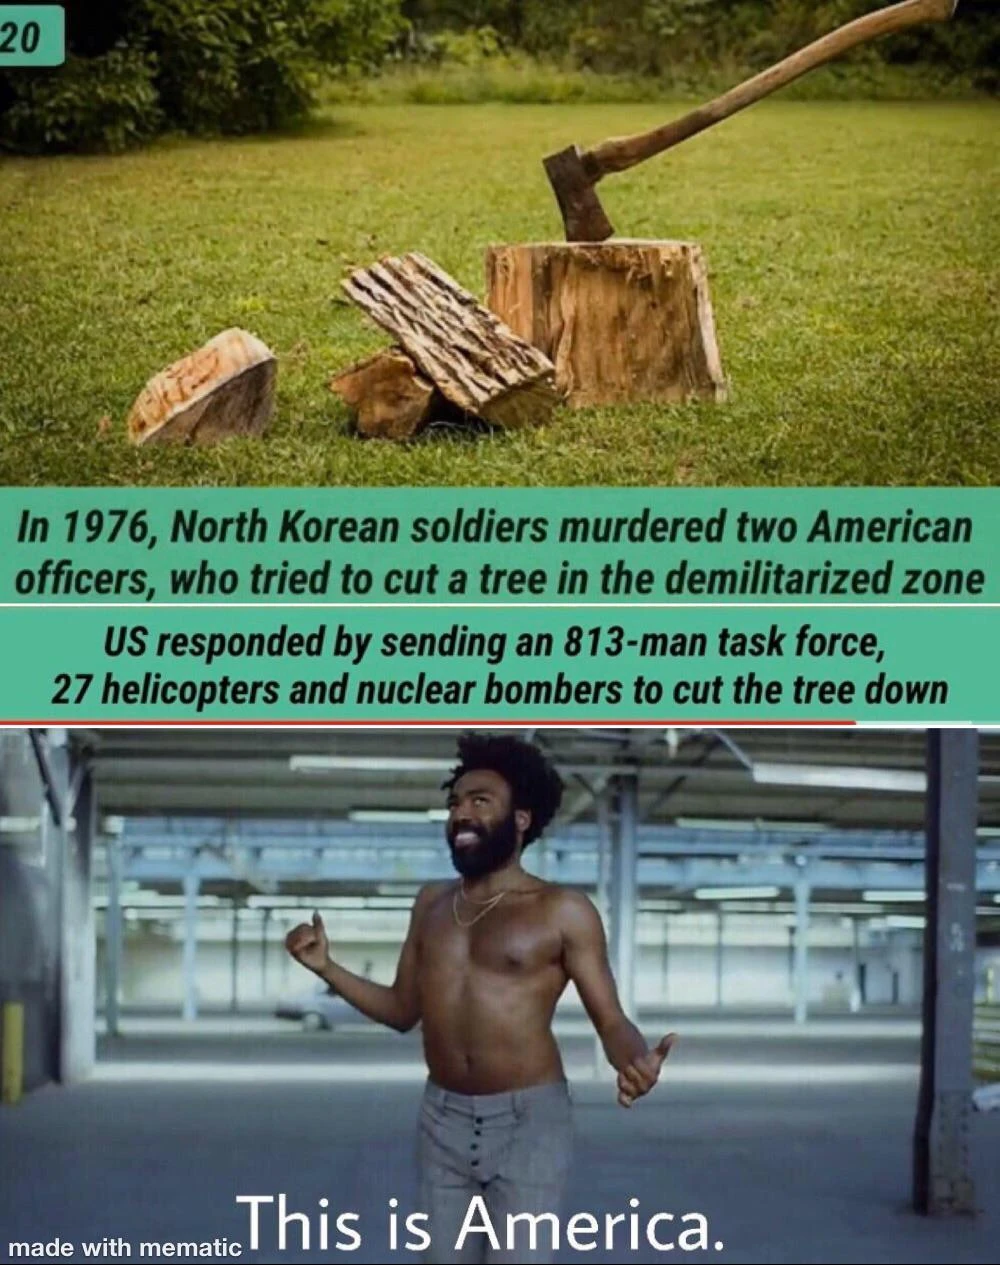 20
In 1976, North Korean soldiers murdered two American
officers, who tried to cut a tree in the demilitarized zone
US responded by sending an 813-man task force,
27 helicopters and nuclear bombers to cut the tree down
This is America.
made with mematic